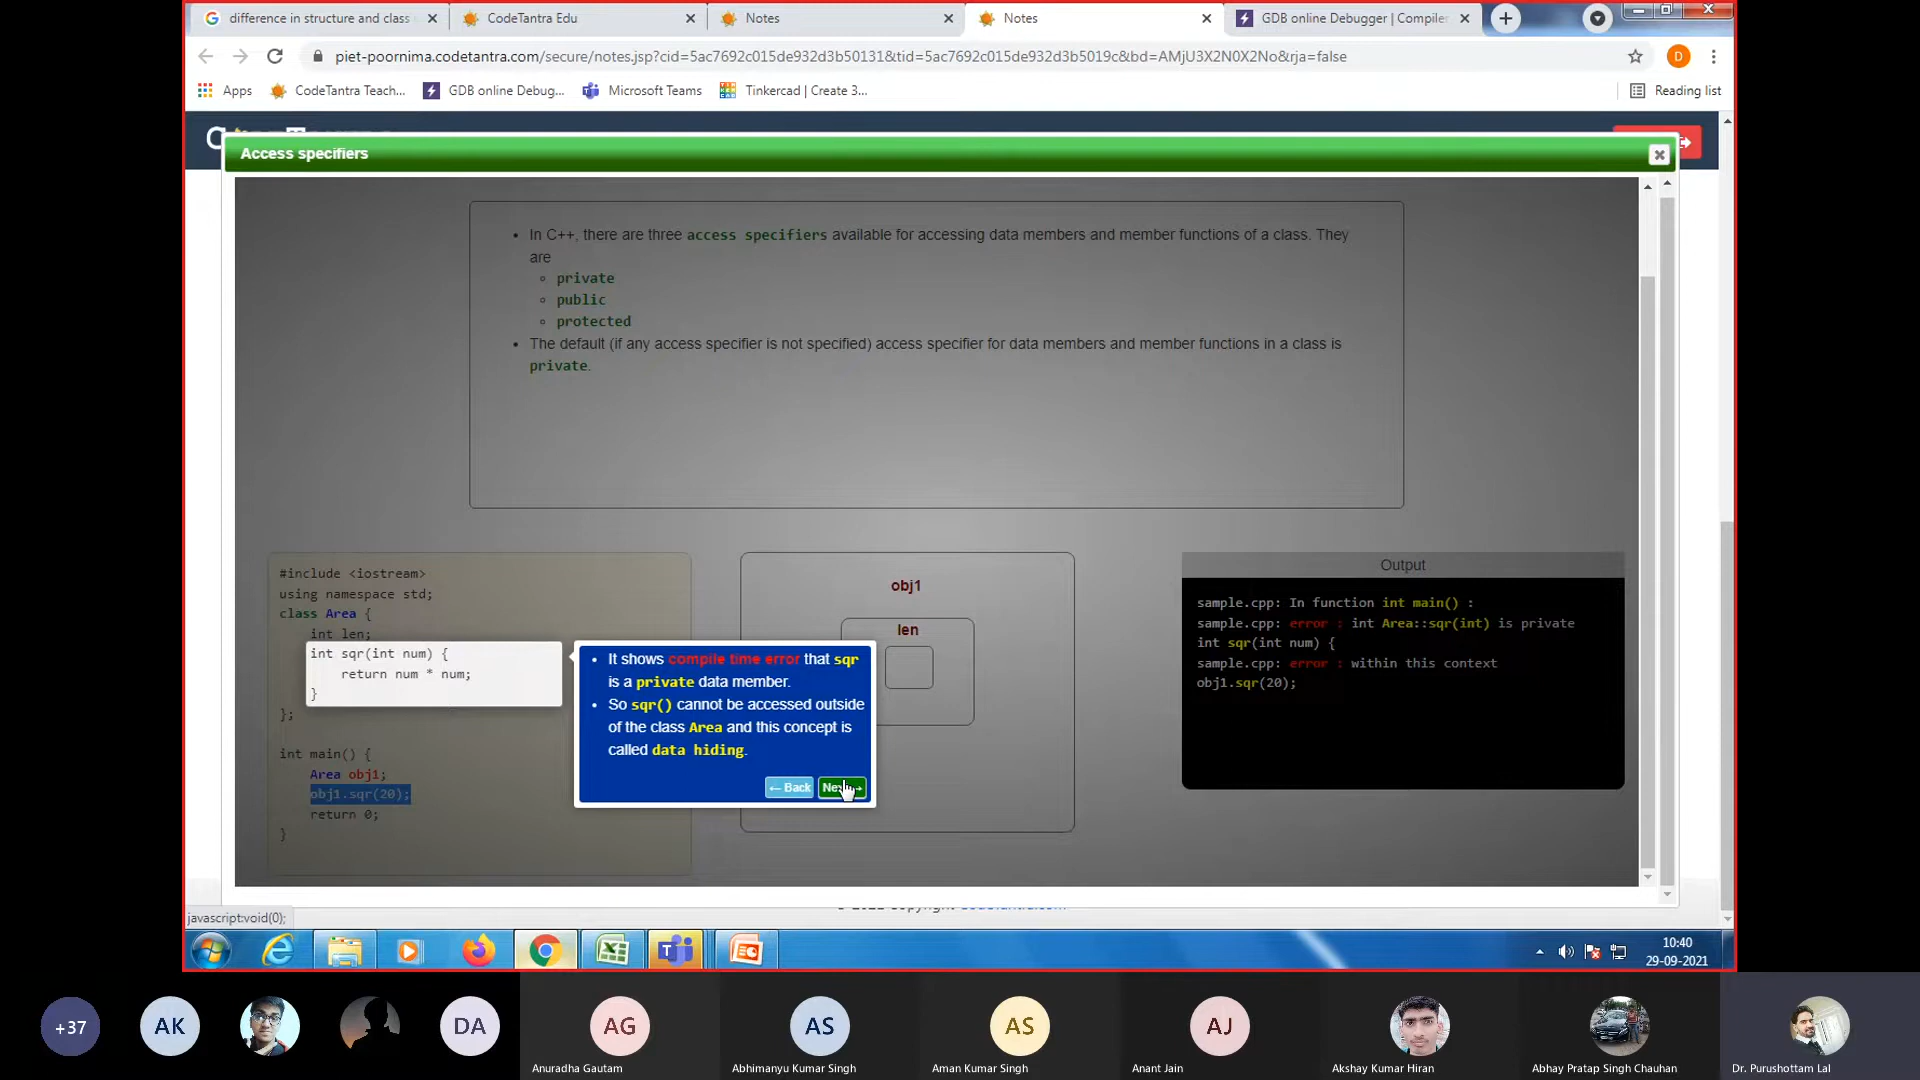 difference in structure and class
CodeTantra Edu
Notes
Notes
GDB online Debugger | Compiler
piet-poornima.codetantra.com/secure/notes.jsp?cid=5ac7692c015de932d3b50131&tid=5ac7692c015de932d3b5019c&bd=AMjU3X2N0X2No&rja=false
D
Apps
CodeTantra Teach...
GDB online Debug...
Microsoft Teams
Tinkercad | Create 3...
Reading list
Access specifiers
In C++, there are three access specifiers available for accessing data members and member functions of a class. They
are
private
public
protected
The default (if any access specifier is not specified) access specifier for data members and member functions in a class is
private.
#include <iostream>
using namespace std;
class Area {
int len;
int sqr(int num) {
return num * num;
}
};
int main() {
Area obj1;
obj1.sqr(20);
return 0;
}
It shows compile time error that sqr
is a private data member.
So sqr() cannot be accessed outside
of the class Area and this concept is
called data hiding.
← Back
obj1
len
Output
sample.cpp: In function int main() :
sample.cpp: error : int Area::sqr(int) is private
int sqr(int num) {
sample.cpp: error : within this context
obj1.sqr(20);
javascript:void(0);
10:40
29-09-2021
+37
AK
DA
AG
Anuradha Gautam
AS
Abhimanyu Kumar Singh
AS
Aman Kumar Singh
AJ
Anant Jain
Akshay Kumar Hiran
Abhay Pratap Singh Chauhan
Dr. Purushottam Lal